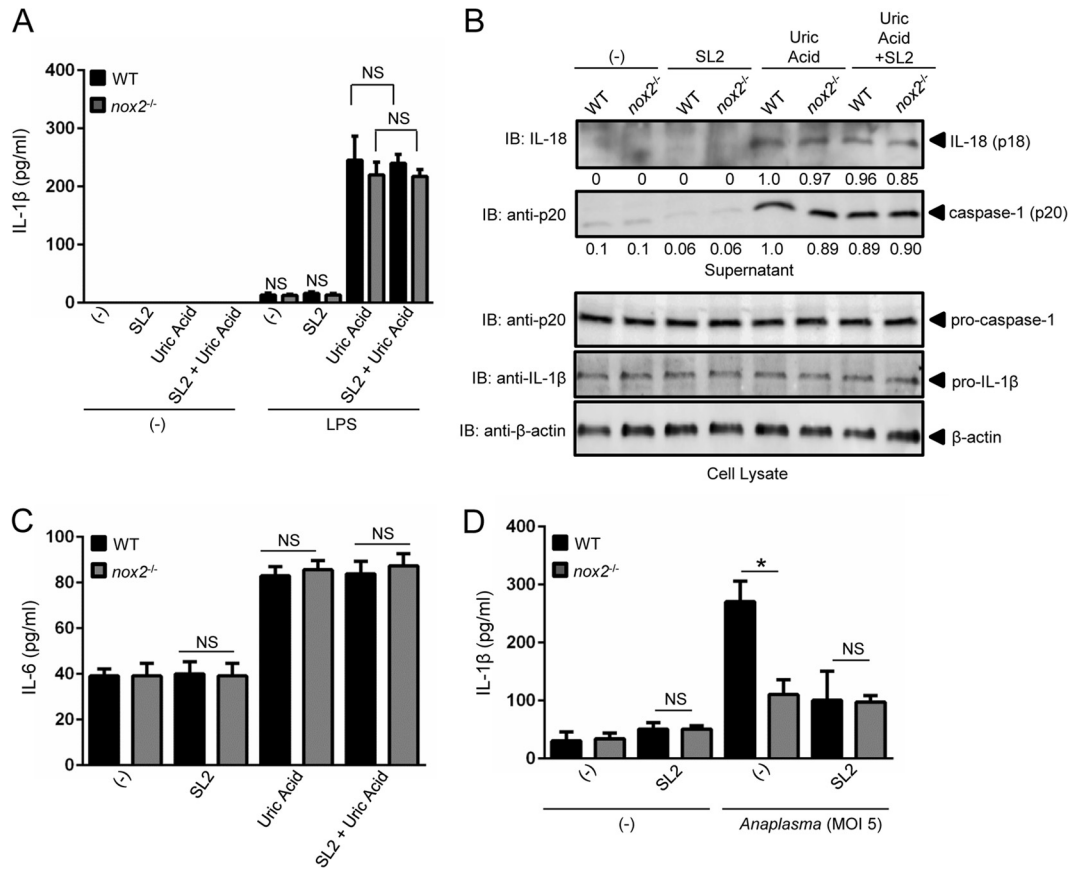 A
400
300
200
100
0
IL-1β (pg/ml)
WT
nox2-/-
NS
NS
NS
NS
(-)
SL2
Uric Acid
SL2 + Uric Acid
(-)
SL2
Uric Acid
SL2 + Uric Acid
(-)
LPS
B
(-)
SL2
Uric
Acid
Uric
Acid
+SL2
WT
nox2-/-
WT
nox2-/-
WT
nox2-/-
WT
nox2-/-
IB: IL-18
IL-18 (p18)
0 0 0 0 1.0 0.97 0.96 0.85
IB: anti-p20
caspase-1 (p20)
0.1 0.1 0.06 0.06 1.0 0.89 0.89 0.90
Supernatant
IB: anti-p20
pro-caspase-1
IB: anti-IL-1β
pro-IL-1β
IB: anti-β-actin
β-actin
Cell Lysate
C
100
80
60
40
20
0
IL-6 (pg/ml)
WT
nox2-/-
NS
NS
NS
(-)
SL2
Uric Acid
SL2 + Uric Acid
D
400
300
200
100
0
IL-1β (pg/ml)
WT
nox2-/-
NS
*
NS
(-)
SL2
(-)
SL2
(-)
Anaplasma (MOI 5)